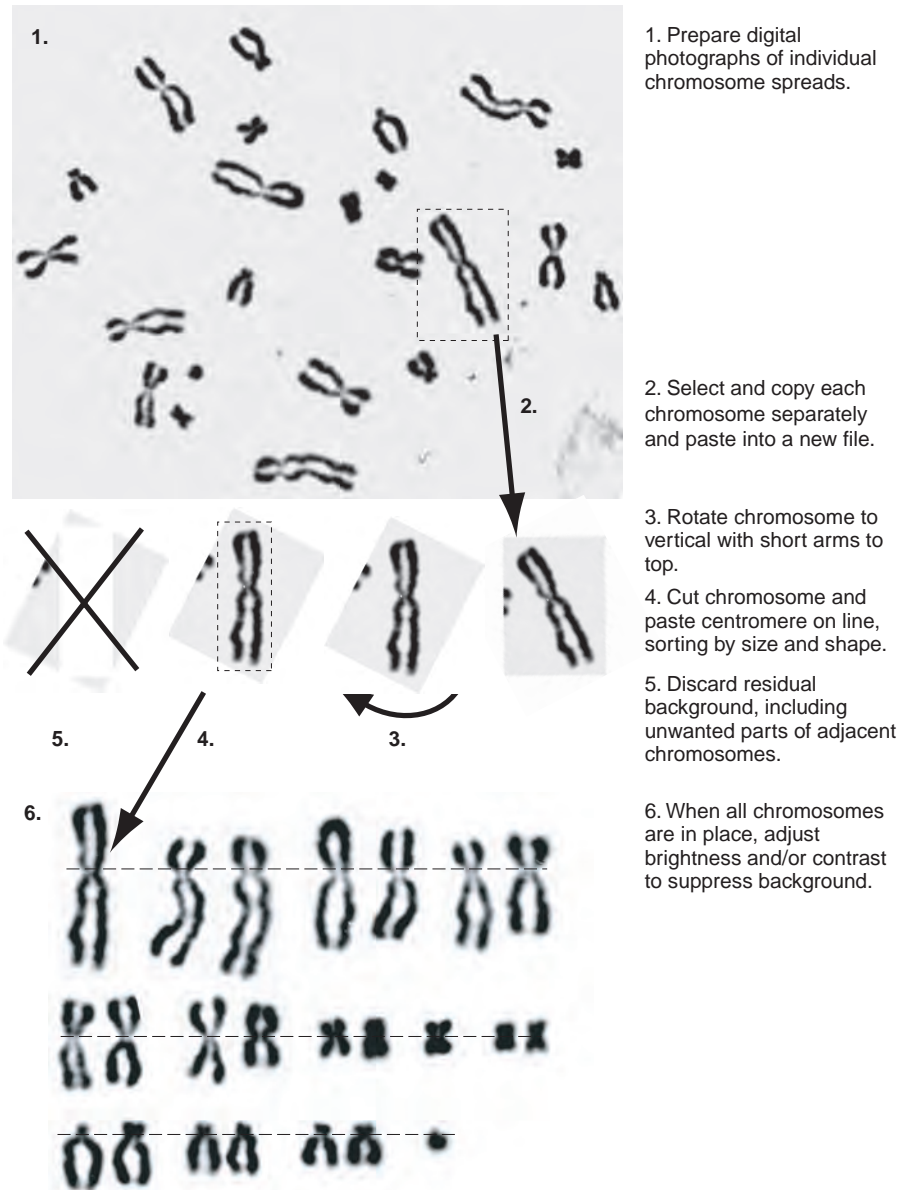 1.
1. Prepare digital
photographs of individual
chromosome spreads.
2.
2. Select and copy each
chromosome separately
and paste into a new file.
3. Rotate chromosome to
vertical with short arms to
top.
4. Cut chromosome and
paste centromere on line,
sorting by size and shape.
5. Discard residual
background, including
unwanted parts of adjacent
chromosomes.
5.
4.
3.
6.
6. When all chromosomes
are in place, adjust
brightness and/or contrast
to suppress background.